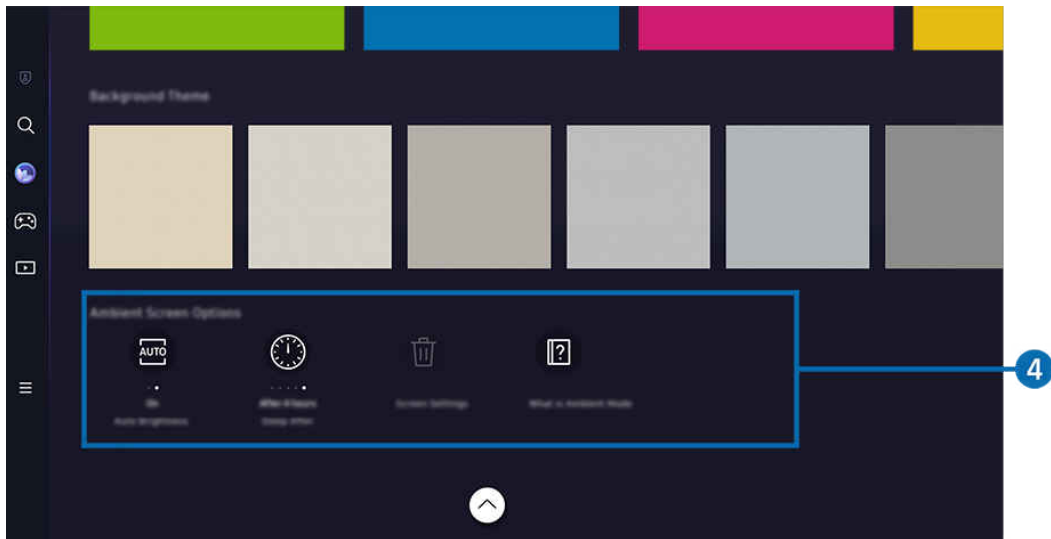 Background Theme
Ambient Screen Options
AUTO
?
4
On
After 8 hours
Screen Settings
What is Ambient Mode
Auto Brightness
Sleep After